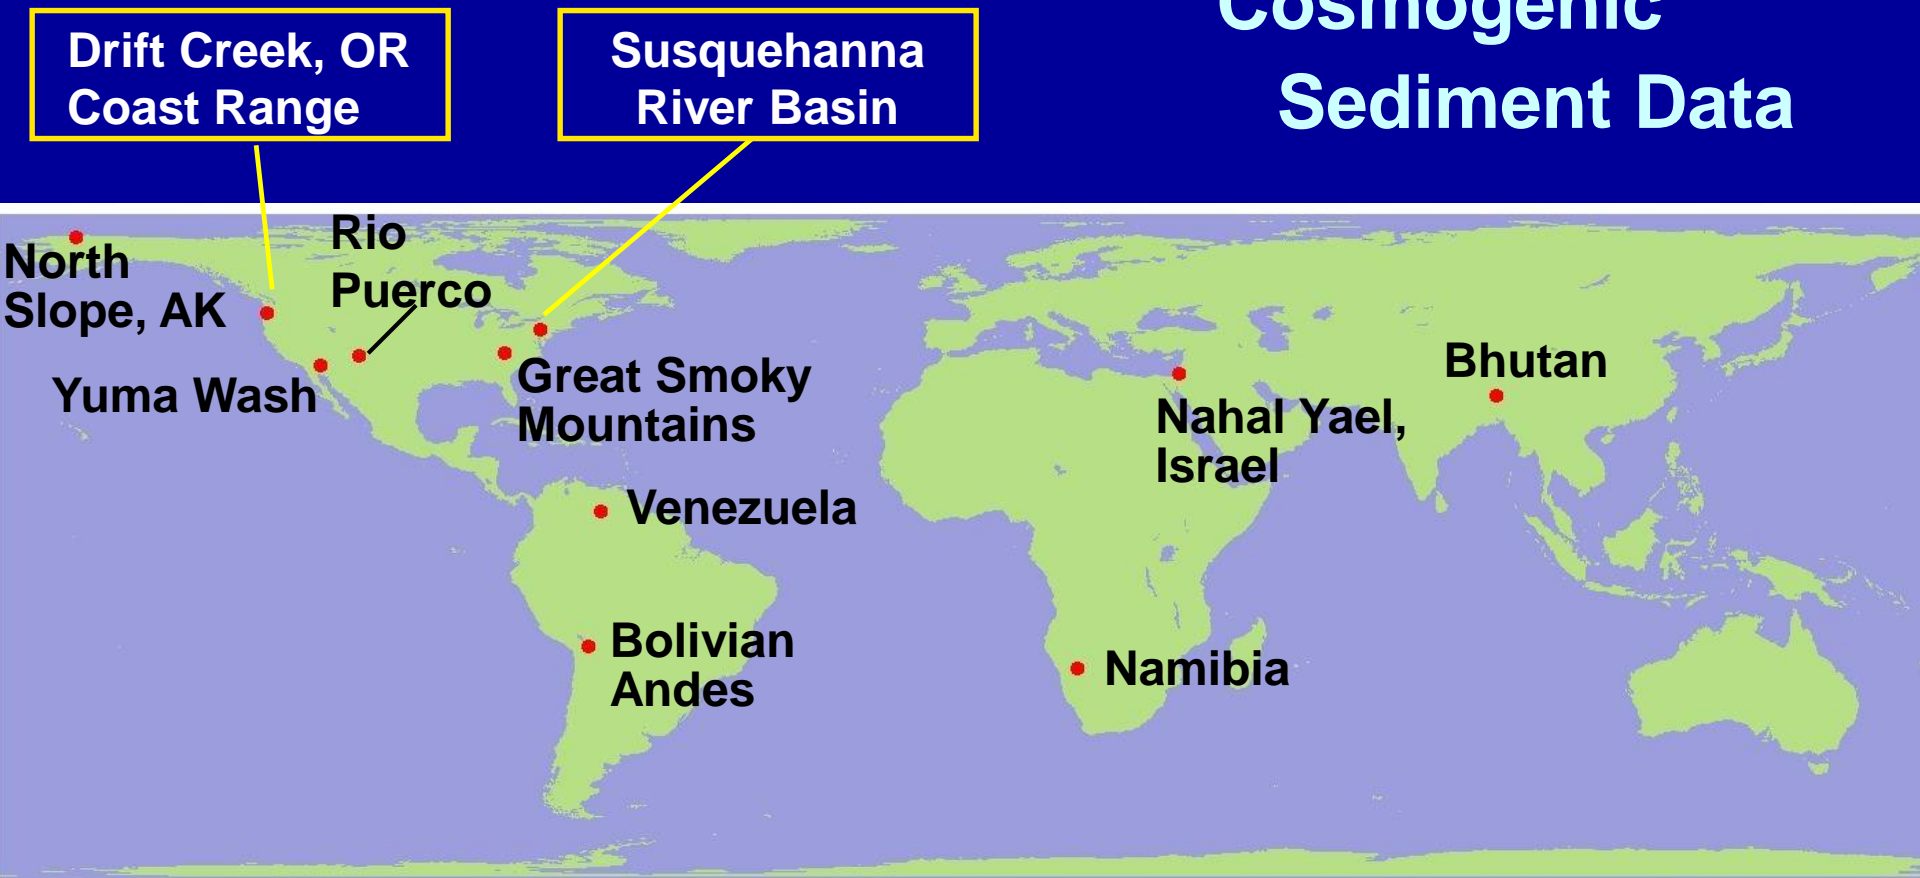 Cosmogenic
Sediment Data
Drift Creek, OR
Coast Range
Susquehanna
River Basin
Rio
Puerco
North
Slope, AK
Yuma Wash
Great Smoky
Mountains
Bhutan
Nahal Yael,
Israel
Venezuela
Bolivian
Andes
Namibia